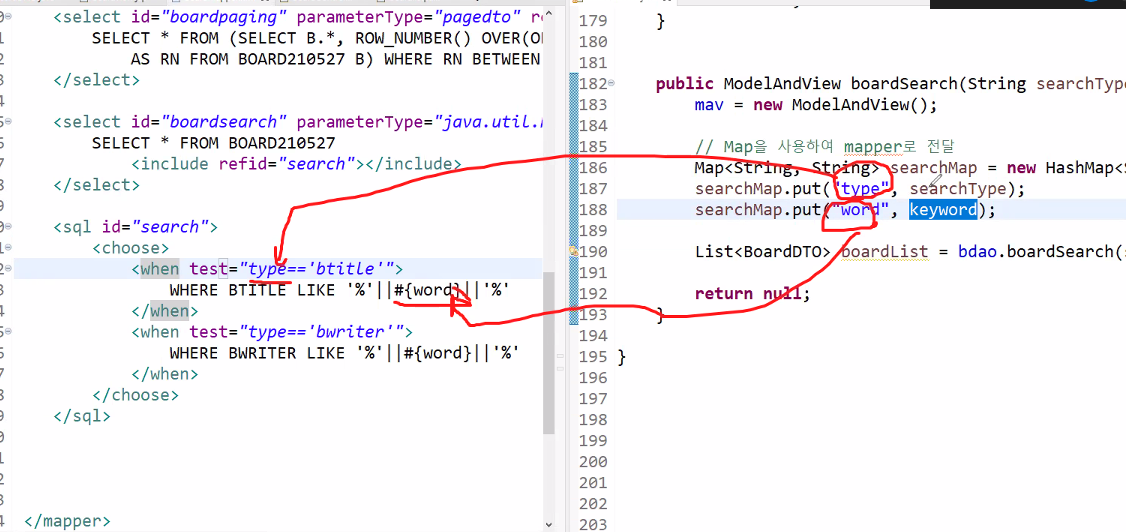 <select id="boardpaging" parameterType="pagedto" re
SELECT * FROM (SELECT B.*, ROW_NUMBER() OVER(OR
AS RN FROM BOARD210527 B) WHERE RN BETWEEN
</select>
<select id="boardsearch" parameterType="java.util.
SELECT * FROM BOARD210527
<include refid="search"></include>
</select>
<sql id="search">
<choose>
<when test="type=='btitle'">
WHERE BTITLE LIKE '%'||#{word}||'%'
</when>
<when test="type=='bwriter'">
WHERE BWRITER LIKE '%'||#{word}||'%'
</when>
</choose>
</sql>
</mapper>
179 }
180
181
182 public ModelAndView boardSearch(String searchType
183 mav = new ModelAndView();
184
185 // Map을 사용하여 mapper로 전달
186 Map<String, String> searchMap = new HashMap<S
187 searchMap.put("type", searchType);
188 searchMap.put("word", keyword);
189
190 List<BoardDTO> boardList = bdao.boardSearch(s
191
192 return null;
193 }
194
195 }
196
197
198
199
200
201
202
203